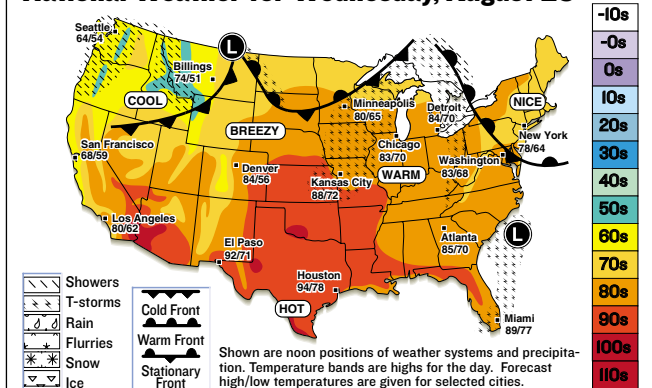 National Weather for Wednesday, August 28
Seattle
64/54
L
Billings
74/51
COOL
BREEZY
Minneapolis
80/65
Detroit
84/70
NICE
New York
78/64
San Francisco
68/59
Chicago
83/70
Washington
83/68
Denver
84/56
Kansas City
88/72
WARM
Los Angeles
80/62
El Paso
92/71
Atlanta
85/70
L
Houston
94/78
HOT
Miami
89/77
Showers
T-storms
Rain
Flurries
Snow
Ice
Cold Front
Warm Front
Stationary
Front
Shown are noon positions of weather systems and precipita-
tion. Temperature bands are highs for the day. Forecast
high/low temperatures are given for selected cities.
-10s
-0s
0s
10s
20s
30s
40s
50s
60s
70s
80s
90s
100s
110s